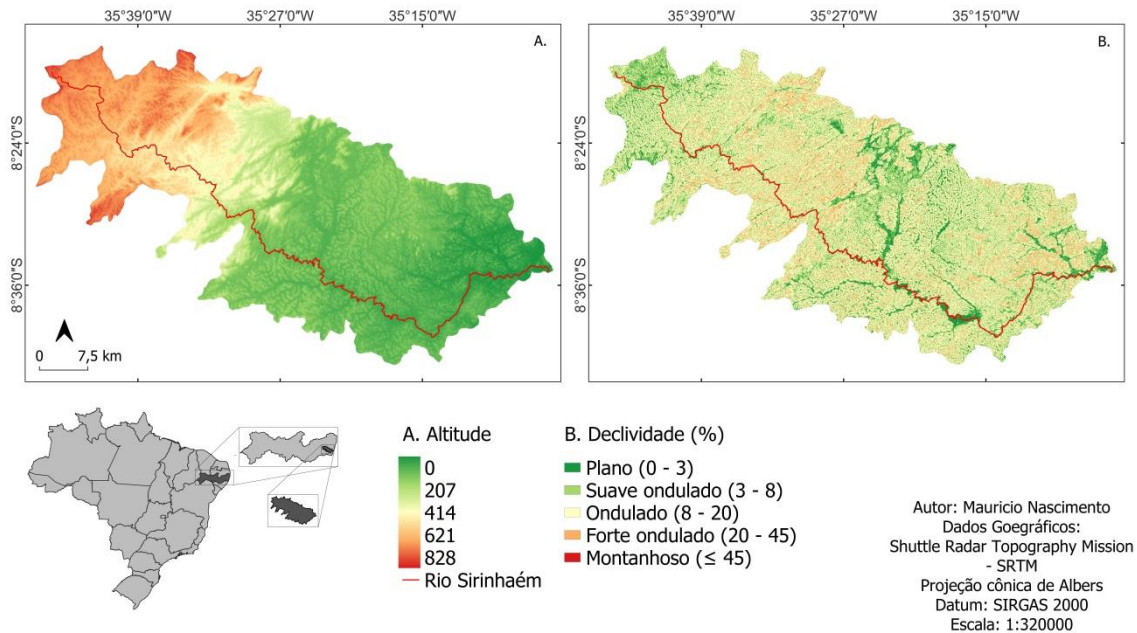 35°39'0"W 35°27'0"W 35°15'0"W
35°39'0"W 35°27'0"W 35°15'0"W
A.
B.
8°24'0"S
8°36'0"S
8°24'0"S
8°36'0"S
0 7,5 km
A. Altitude
0
207
414
621
828
Rio Sirinhaém
B. Declividade (%)
Plano (0 - 3)
Suave ondulado (3 - 8)
Ondulado (8 - 20)
Forte ondulado (20 - 45)
Montanhoso (≤ 45)
Autor: Mauricio Nascimento
Dados Goegráficos:
Shuttle Radar Topography Mission
- SRTM
Projeção cônica de Albers
Datum: SIRGAS 2000
Escala: 1:320000